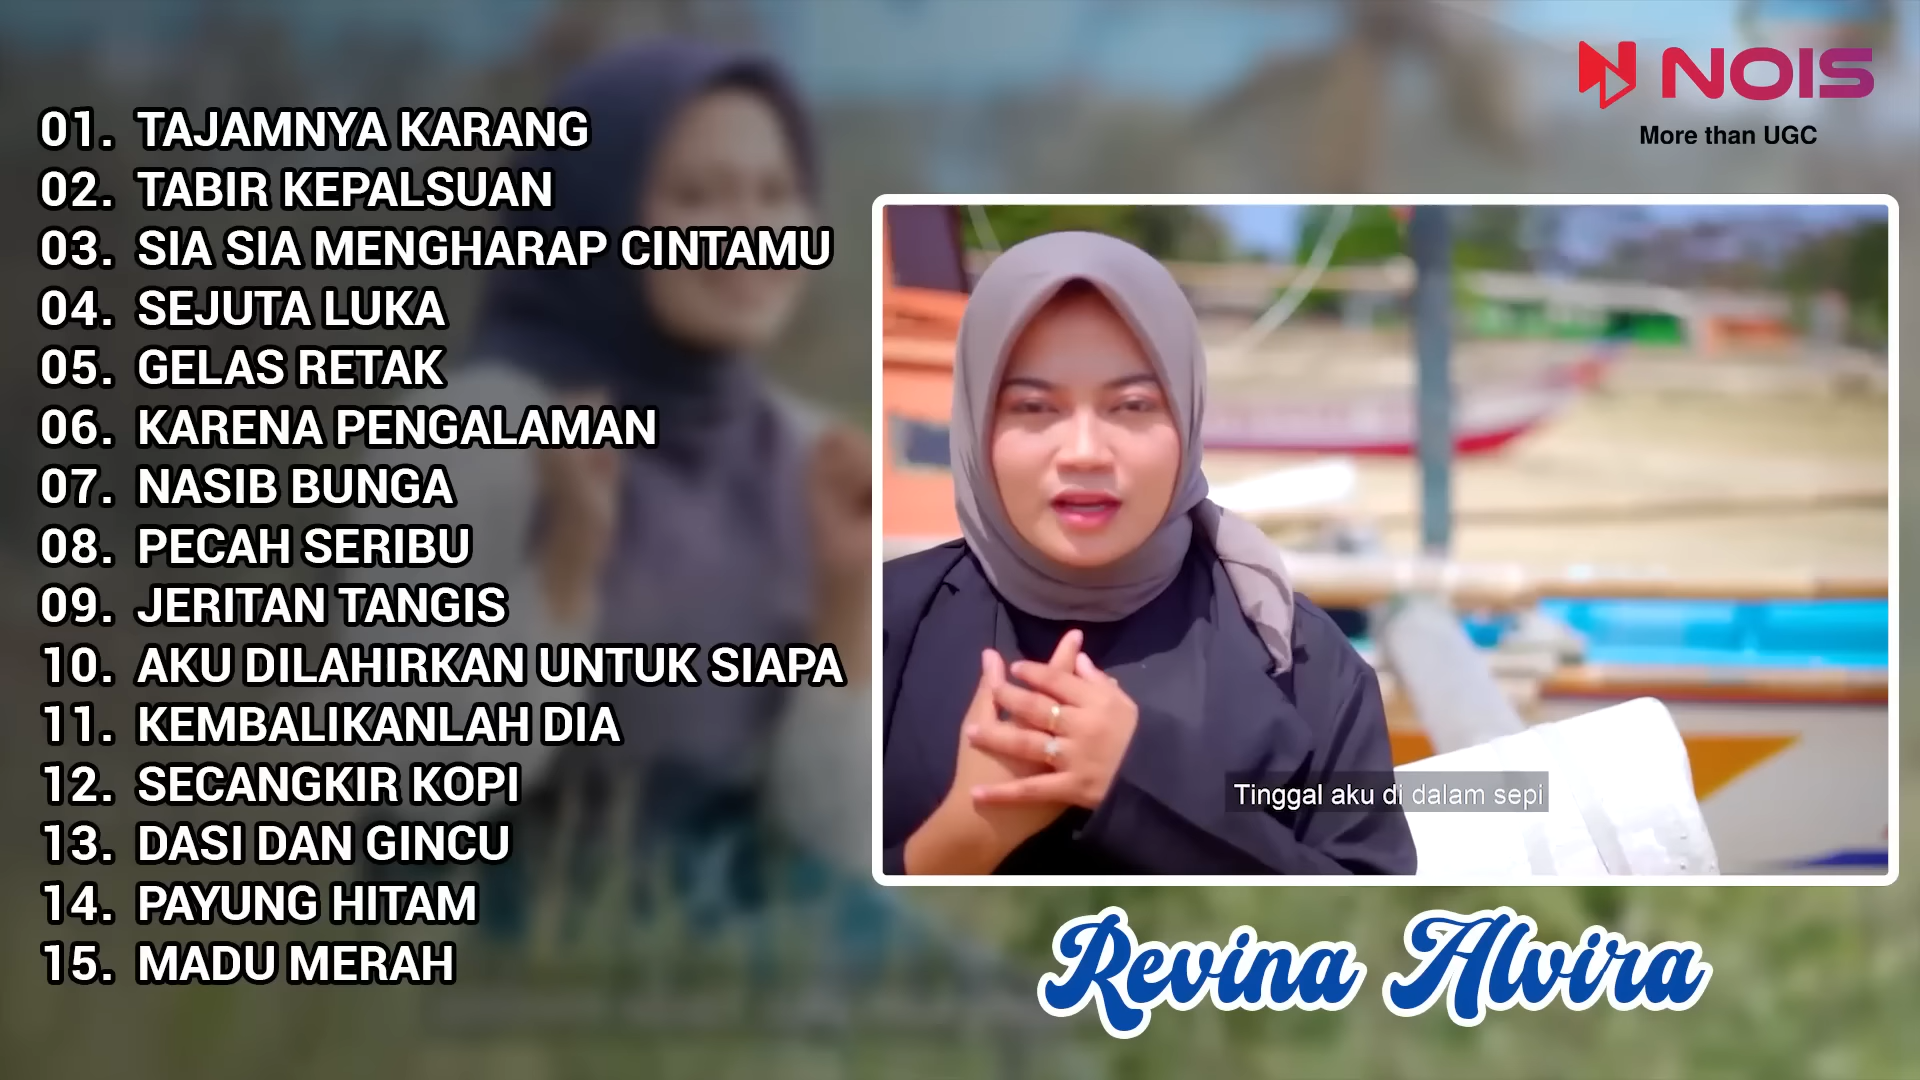 01. TAJAMNYA KARANG
02. TABIR KEPALSUAN
03. SIA SIA MENGHARAP CINTAMU
04. SEJUTA LUKA
05. GELAS RETAK
06. KARENA PENGALAMAN
07. NASIB BUNGA
08. PECAH SERIBU
09. JERITAN TANGIS
10. AKU DILAHIRKAN UNTUK SIAPA
11. KEMBALIKANLAH DIA
12. SECANGKIR KOPI
13. DASI DAN GINCU
14. PAYUNG HITAM
15. MADU MERAH
NOIS
More than UGC
Tinggal aku di dalam sepi
Revina Alvira